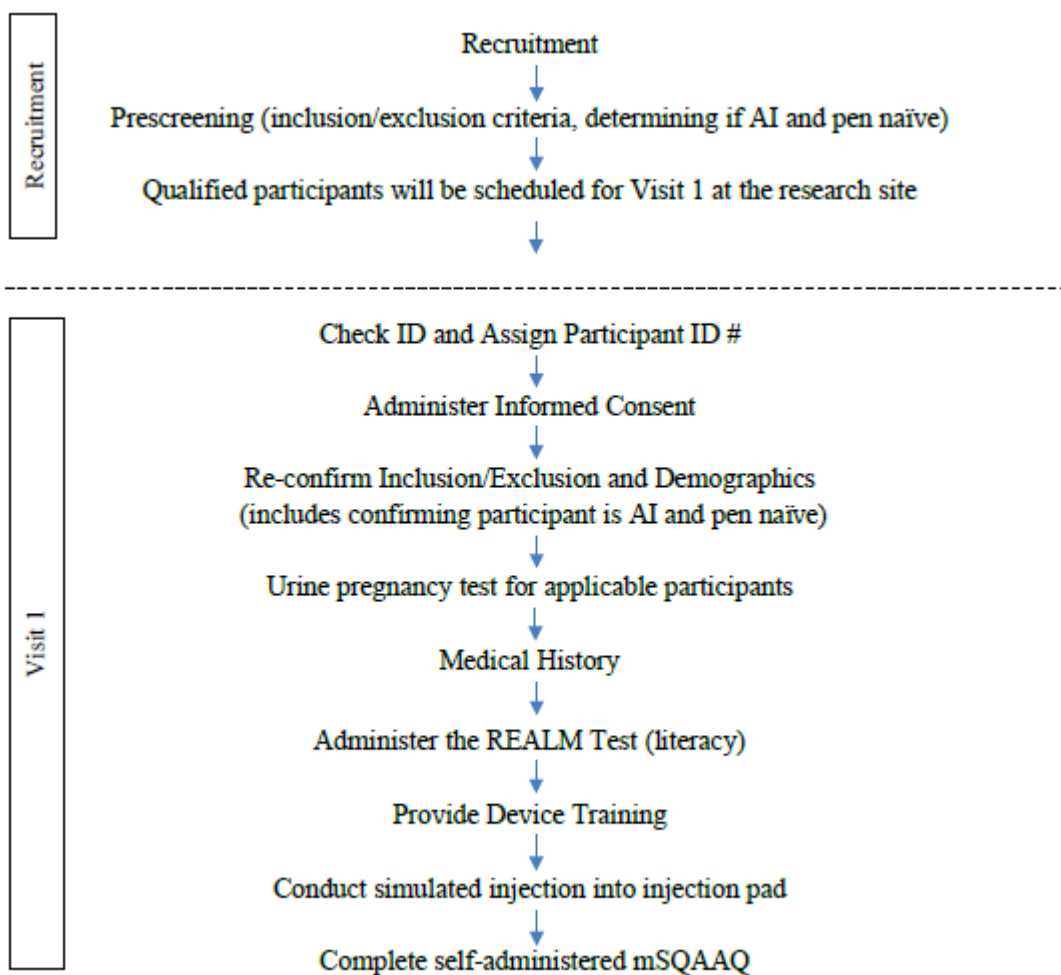 Recruitment
Recruitment
Prescreening (inclusion/exclusion criteria, determining if AI and pen naïve)
Qualified participants will be scheduled for Visit 1 at the research site
Visit 1
Check ID and Assign Participant ID #
Administer Informed Consent
Re-confirm Inclusion/Exclusion and Demographics
(includes confirming participant is AI and pen naïve)
Urine pregnancy test for applicable participants
Medical History
Administer the REALM Test (literacy)
Provide Device Training
Conduct simulated injection into injection pad
Complete self-administered mSQAAQ